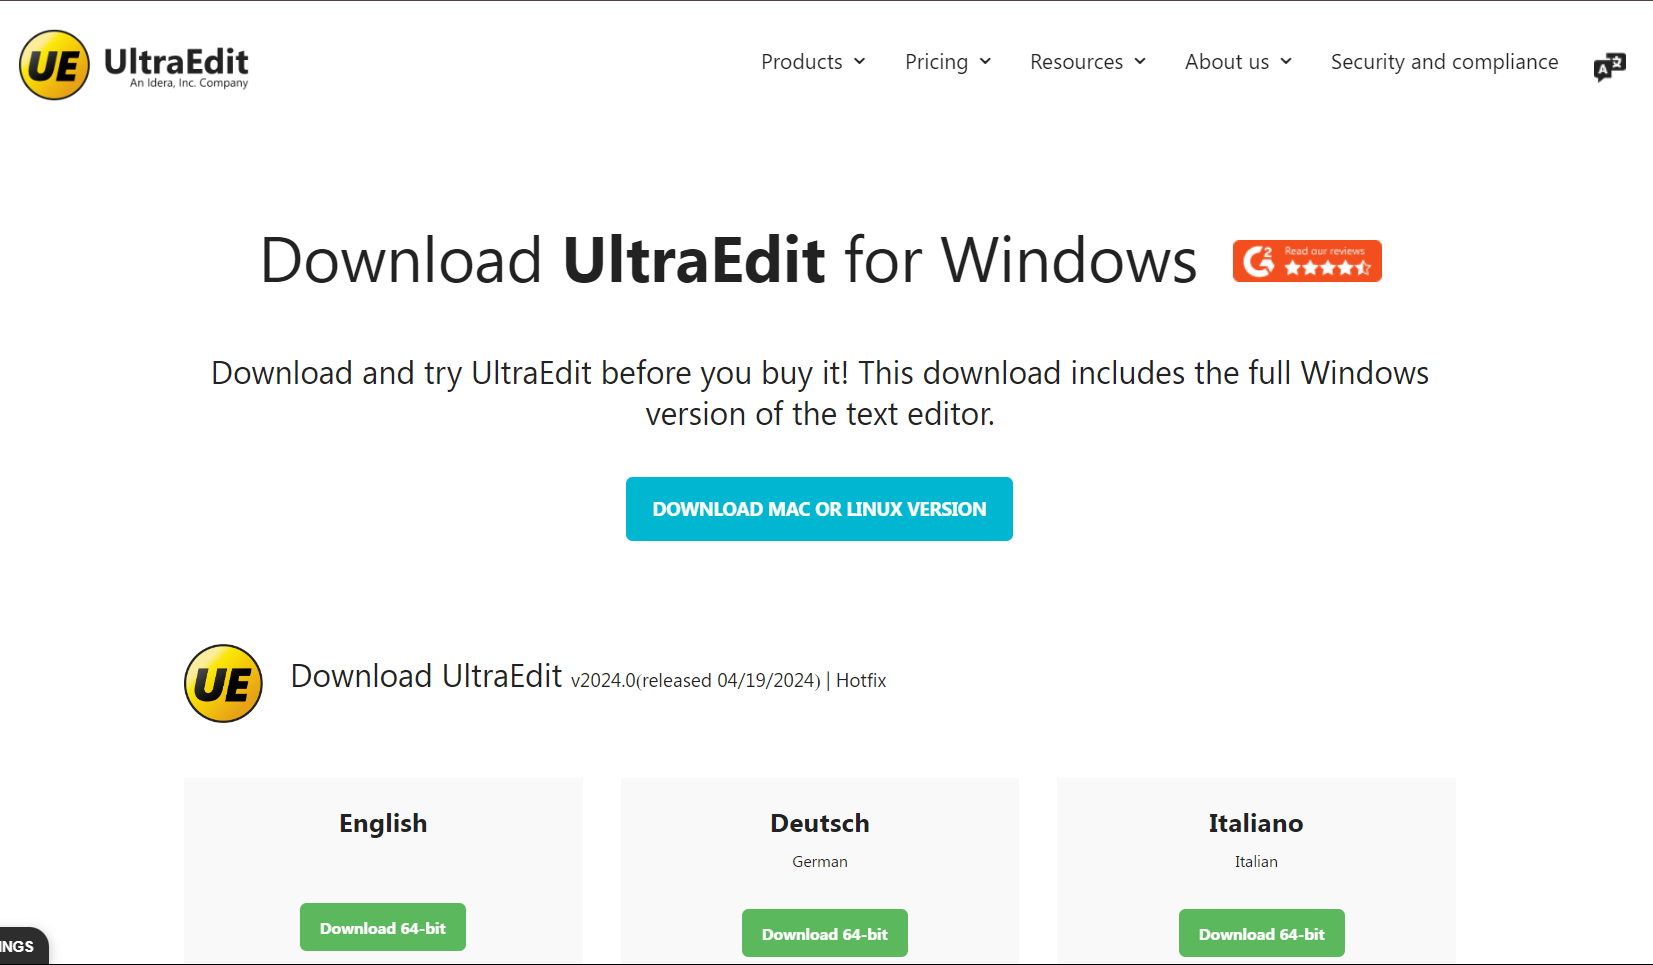 UE UltraEdit
An Idera, Inc. Company
Products Pricing Resources About us Security and compliance
A 文
Download UltraEdit for Windows
G2 Read our reviews
Download and try UltraEdit before you buy it! This download includes the full Windows
version of the text editor.
DOWNLOAD MAC OR LINUX VERSION
UE Download UltraEdit v2024.0(released 04/19/2024) | Hotfix
English
Deutsch
German
Italiano
Italian
Download 64-bit
Download 64-bit
Download 64-bit
INGS